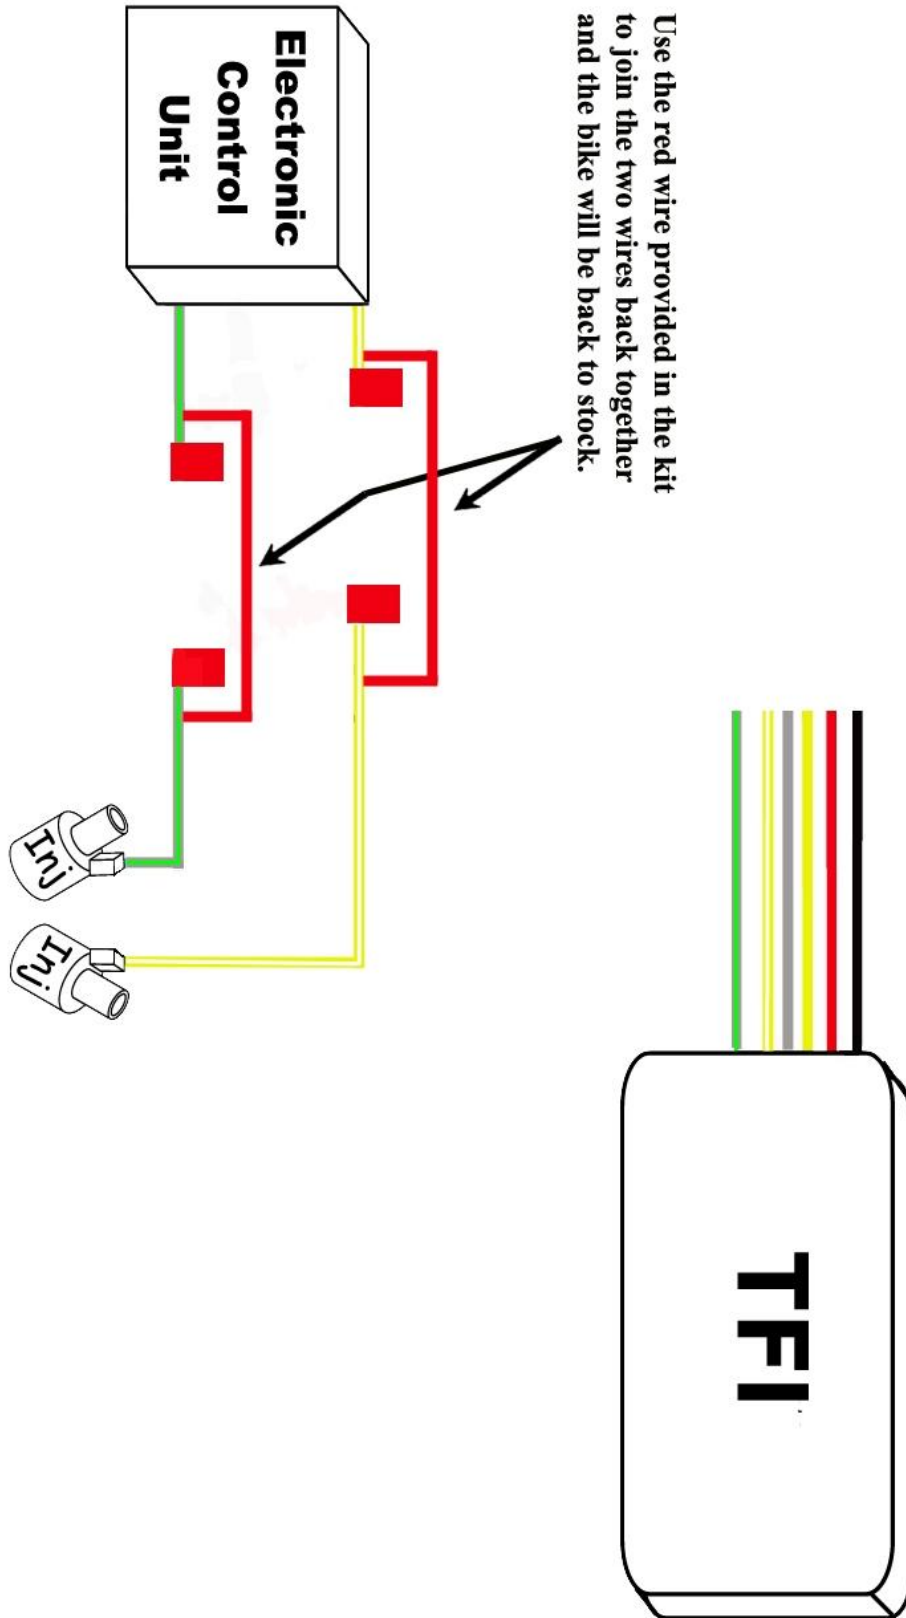 Use the red wire provided in the kit
to join the two wires back together
and the bike will be back to stock.
Electronic
Control
Unit
Inj
Inj
TFI